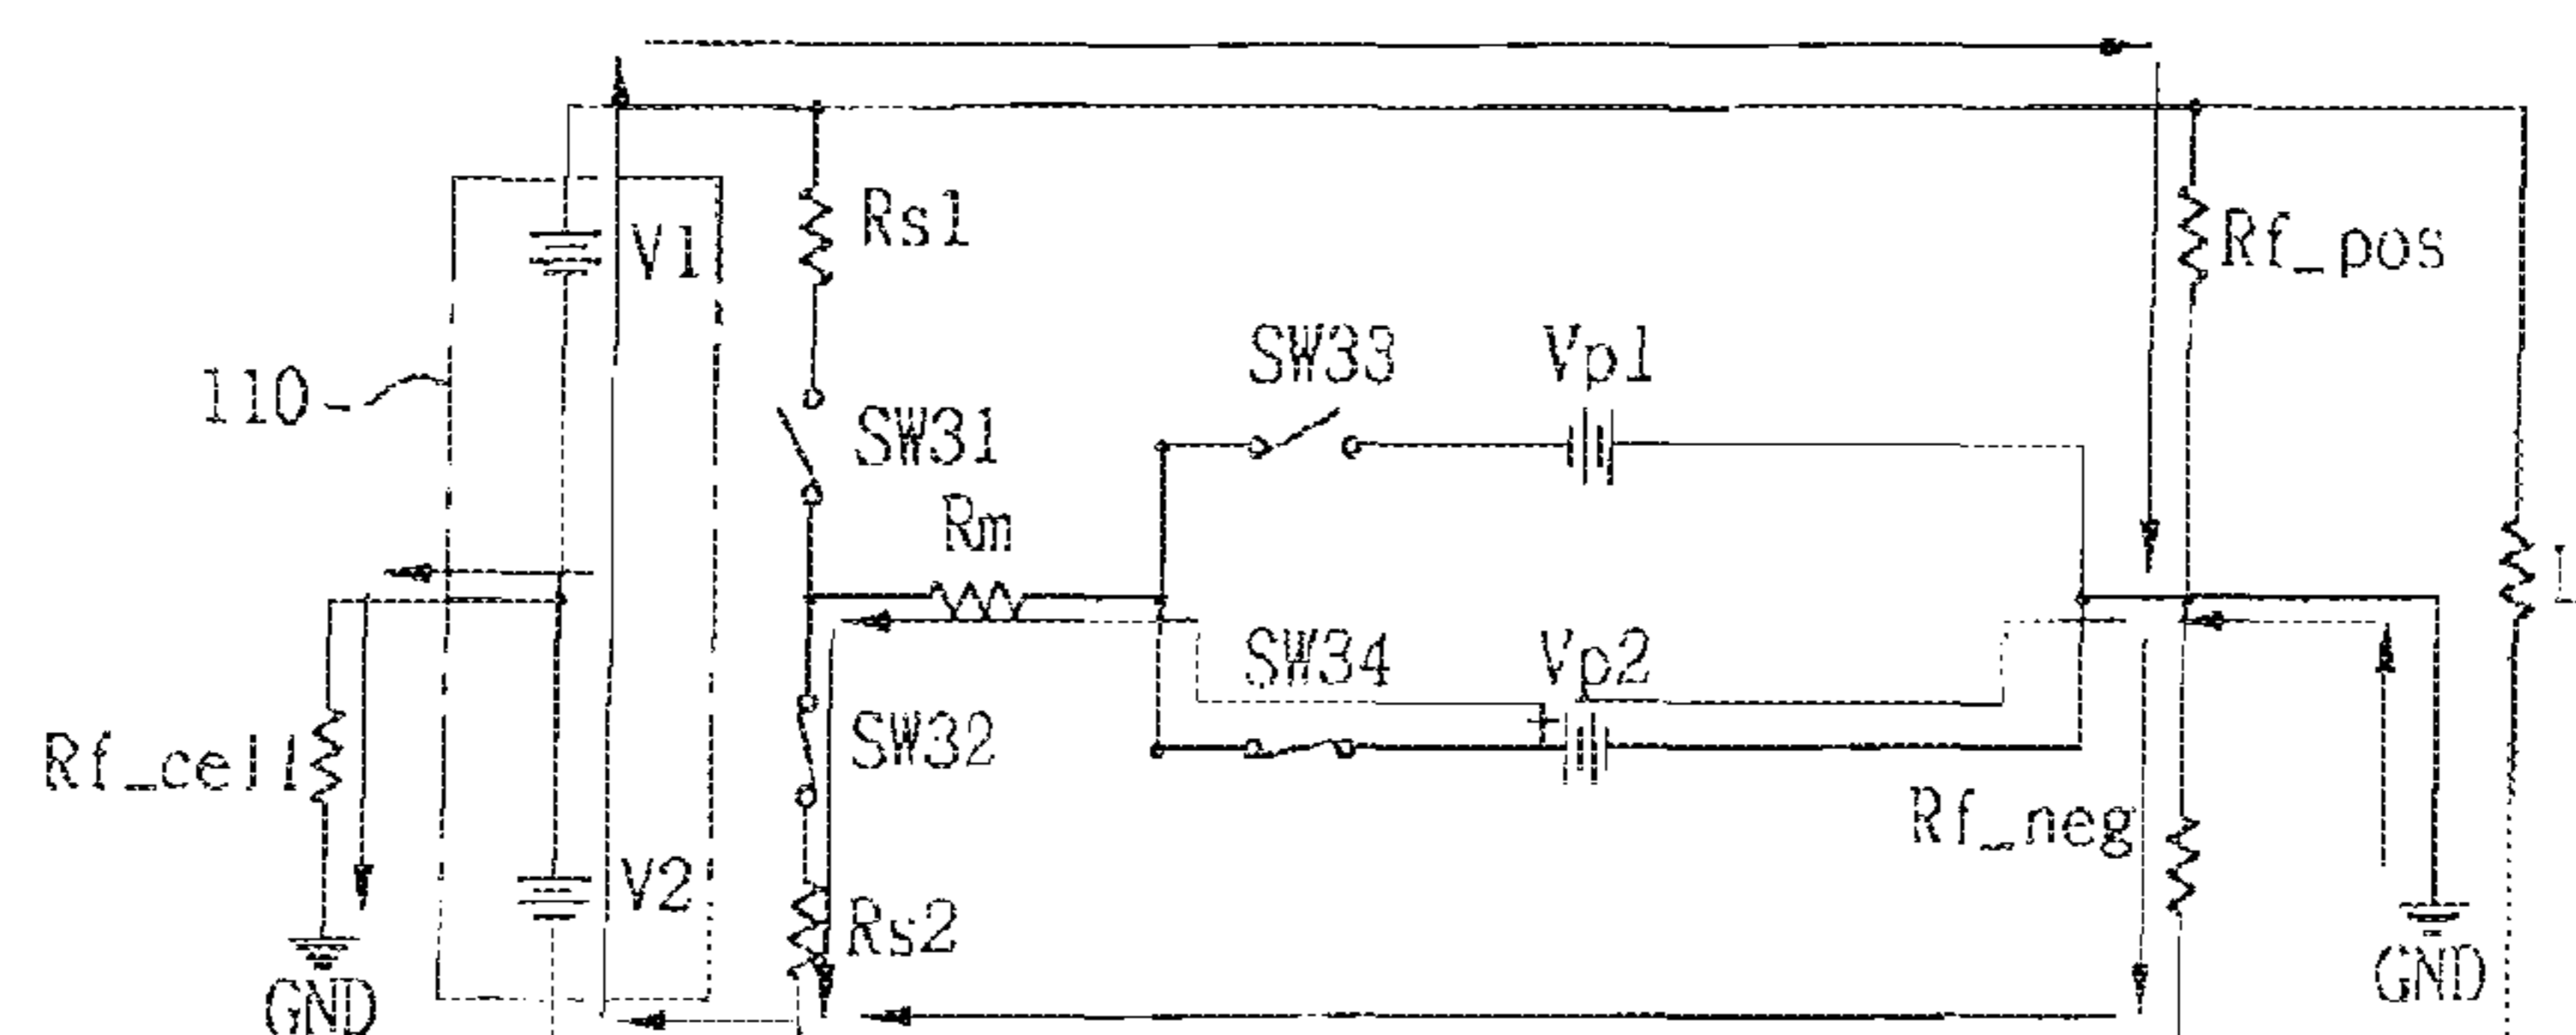 V1
Rs1
Rf_pos
110
SW33
Vp1
SW31
Rm
SW34
Vp2
Rf_cell
SW32
Rf_neg
V2
Rs2
GND
GND